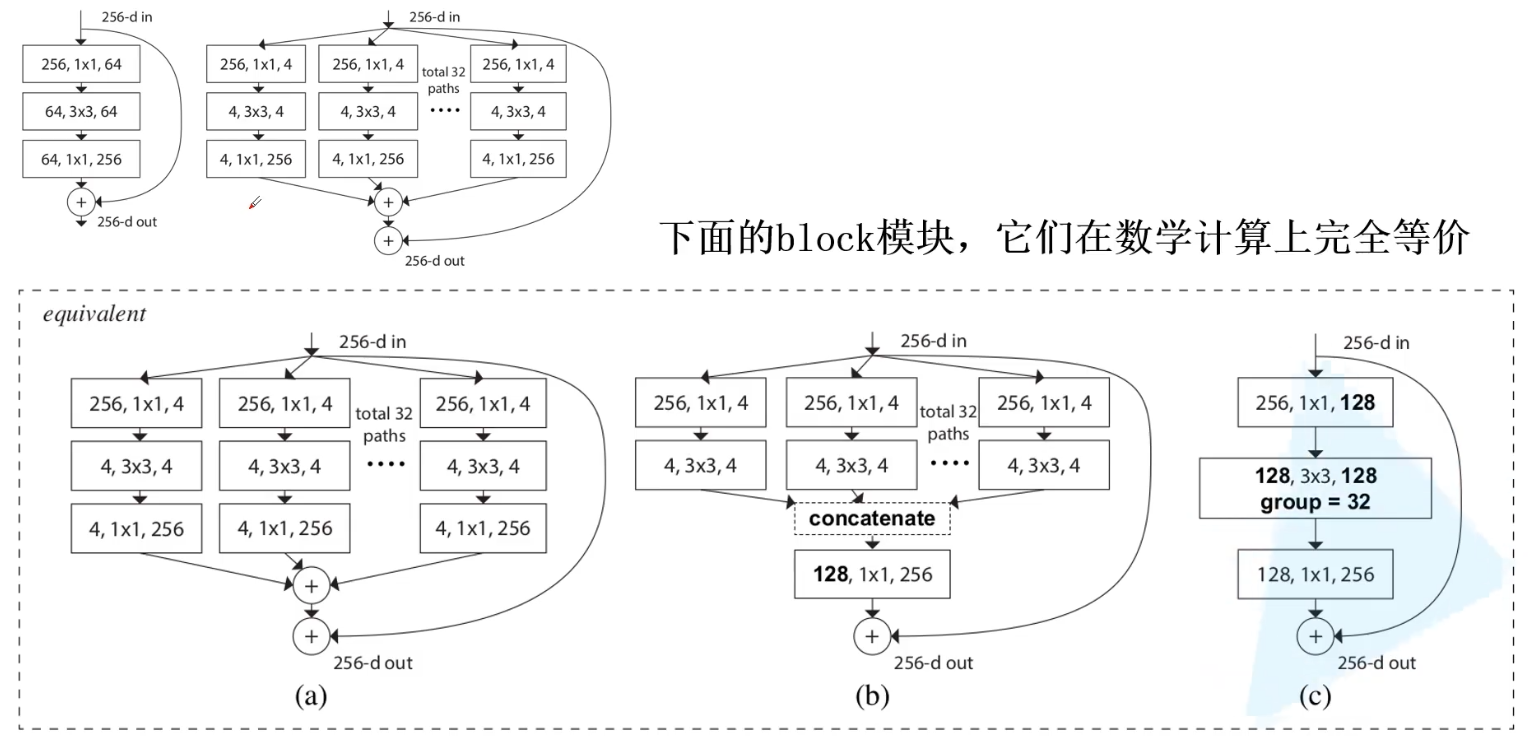 256-d in
256, 1x1, 64
64, 3x3, 64
64, 1x1, 256
+
256-d out
256-d in
256, 1x1, 4
256, 1x1, 4
256, 1x1, 4
total 32
paths
....
4, 3x3, 4
4, 3x3, 4
4, 3x3, 4
4, 1x1, 256
4, 1x1, 256
4, 1x1, 256
+
+
256-d out
下面的block模块，它们在数学计算上完全等价
equivalent
256-d in
256, 1x1, 4
256, 1x1, 4
256, 1x1, 4
total 32
paths
....
4, 3x3, 4
4, 3x3, 4
4, 3x3, 4
4, 1x1, 256
4, 1x1, 256
4, 1x1, 256
+
+
256-d out
(a)
256-d in
256, 1x1, 4
256, 1x1, 4
256, 1x1, 4
total 32
paths
....
4, 3x3, 4
4, 3x3, 4
4, 3x3, 4
concatenate
128, 1x1, 256
+
256-d out
(b)
256-d in
256, 1x1, 128
128, 3x3, 128
group = 32
128, 1x1, 256
+
256-d out
(c)